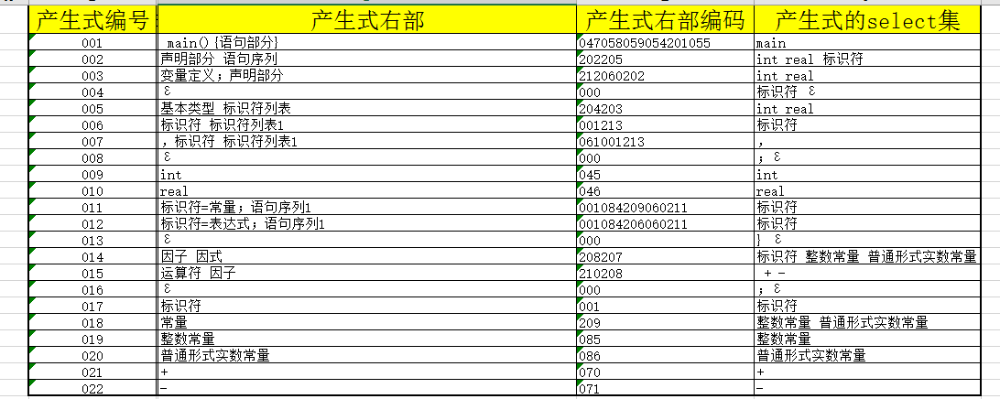 产生式编号 产生式右部 产生式右部编码 产生式的select集
001 main(){语句部分} 047058059054201055 main
002 声明部分 语句序列 202205 int real 标识符
003 变量定义；声明部分 212060202 int real
004 ε 000 标识符 ε
005 基本类型 标识符列表 204203 int real
006 标识符 标识符列表1 001213 标识符
007 ，标识符 标识符列表1 061001213 ，
008 ε 000 ；ε
009 int 045 int
010 real 046 real
011 标识符=常量；语句序列1 001084209060211 标识符
012 标识符=表达式；语句序列1 001084206060211 标识符
013 ε 000 } ε
014 因子 因式 208207 标识符 整数常量 普通形式实数常量
015 运算符 因子 210208 + -
016 ε 000 ；ε
017 标识符 001 标识符
018 常量 209 整数常量 普通形式实数常量
019 整数常量 085 整数常量
020 普通形式实数常量 086 普通形式实数常量
021 + 070 +
022 - 071 -